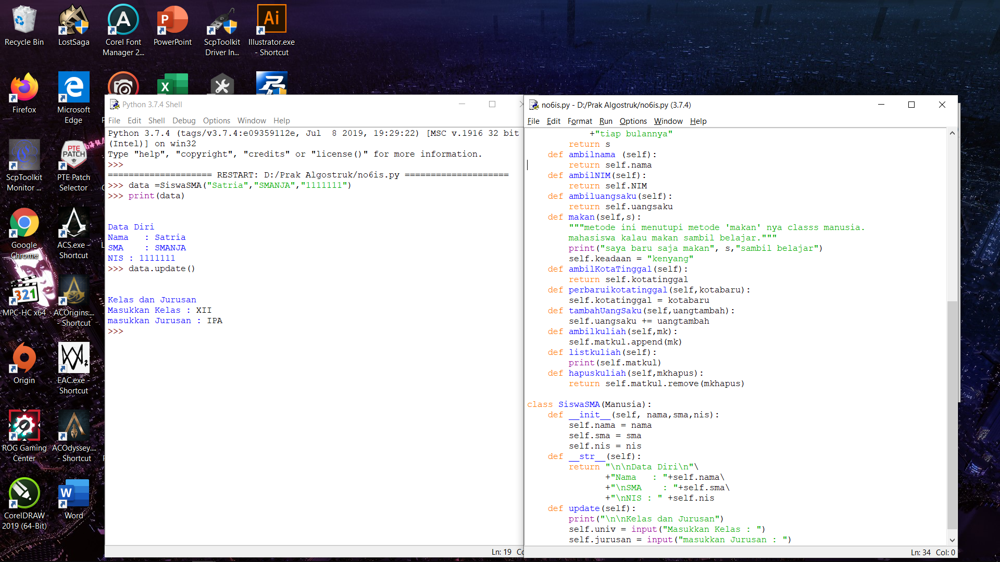 Recycle Bin
LostSaga
Corel Font
Manager 2...
PowerPoint
ScpToolkit
Driver In...
Illustrator.exe
- Shortcut
Firefox
Microsoft
Edge
ScpToolkit
Monitor ...
PTE Patch
Selector
Google
Chrome
ACS.exe -
Shortcut
MPC-HC x64
ACOrigins....
- Shortcut
Origin
EAC.exe -
Shortcut
ROG Gaming
Center
ACOdyssey....
- Shortcut
CorelDRAW
2019 (64-Bit)
Word
Ai
PTE
PATCH
321
Python 3.7.4 Shell
File Edit Shell Debug Options Window Help
Python 3.7.4 (tags/v3.7.4:e09359112e, Jul  8 2019, 19:29:22) [MSC v.1916 32 bit
(Intel)] on win32
Type "help", "copyright", "credits" or "license()" for more information.
>>>
==================== RESTART: D:/Prak Algostruk/no6is.py ====================
>>> data =SiswaSMA("Satria","SMANJA","1111111")
>>> print(data)
Data Diri
Nama   : Satria
SMA    : SMANJA
NIS : 1111111
>>> data.update()
Kelas dan Jurusan
Masukkan Kelas : XII
masukkan Jurusan : IPA
>>>
Ln: 19 Co
no6is.py - D:/Prak Algostruk/no6is.py (3.7.4)
File Edit Format Run Options Window Help
            +"tiap bulannya"
        return s
    def ambilnama (self):
        return self.nama
    def ambilNIM(self):
        return self.NIM
    def ambiluangsaku(self):
        return self.uangsaku
    def makan(self,s):
        """metode ini menutupi metode 'makan' nya classs manusia.
        mahasiswa kalau makan sambil belajar."""
        print("saya baru saja makan", s,"sambil belajar")
        self.keadaan = "kenyang"
    def ambilKotaTinggal(self):
        return self.kotatinggal
    def perbaruikotatinggal(self,kotabaru):
        self.kotatinggal = kotabaru
    def tambahUangSaku(self,uangtambah):
        self.uangsaku += uangtambah
    def ambilkuliah(self,mk):
        self.matkul.append(mk)
    def listkuliah(self):
        print(self.matkul)
    def hapuskuliah(self,mkhapus):
        return self.matkul.remove(mkhapus)
class SiswaSMA(Manusia):
    def __init__(self, nama,sma,nis):
        self.nama = nama
        self.sma = sma
        self.nis = nis
    def __str__(self):
        return "\n\nData Diri\n"\
               +"Nama   : "+self.nama\
               +"\nSMA    : "+self.sma\
               +"\nNIS : " +self.nis
    def update(self):
        print("\n\nKelas dan Jurusan")
        self.univ = input("Masukkan Kelas : ")
        self.jurusan = input("masukkan Jurusan : ")
Ln: 34 Col: 0